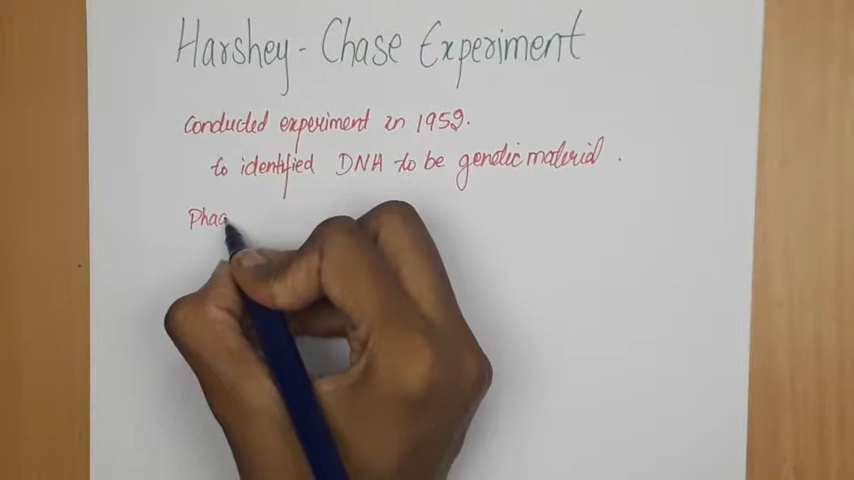 Harshey - Chase Experiment
Conducted experiment in 1952.
to identified DNA to be genetic material.
Phag